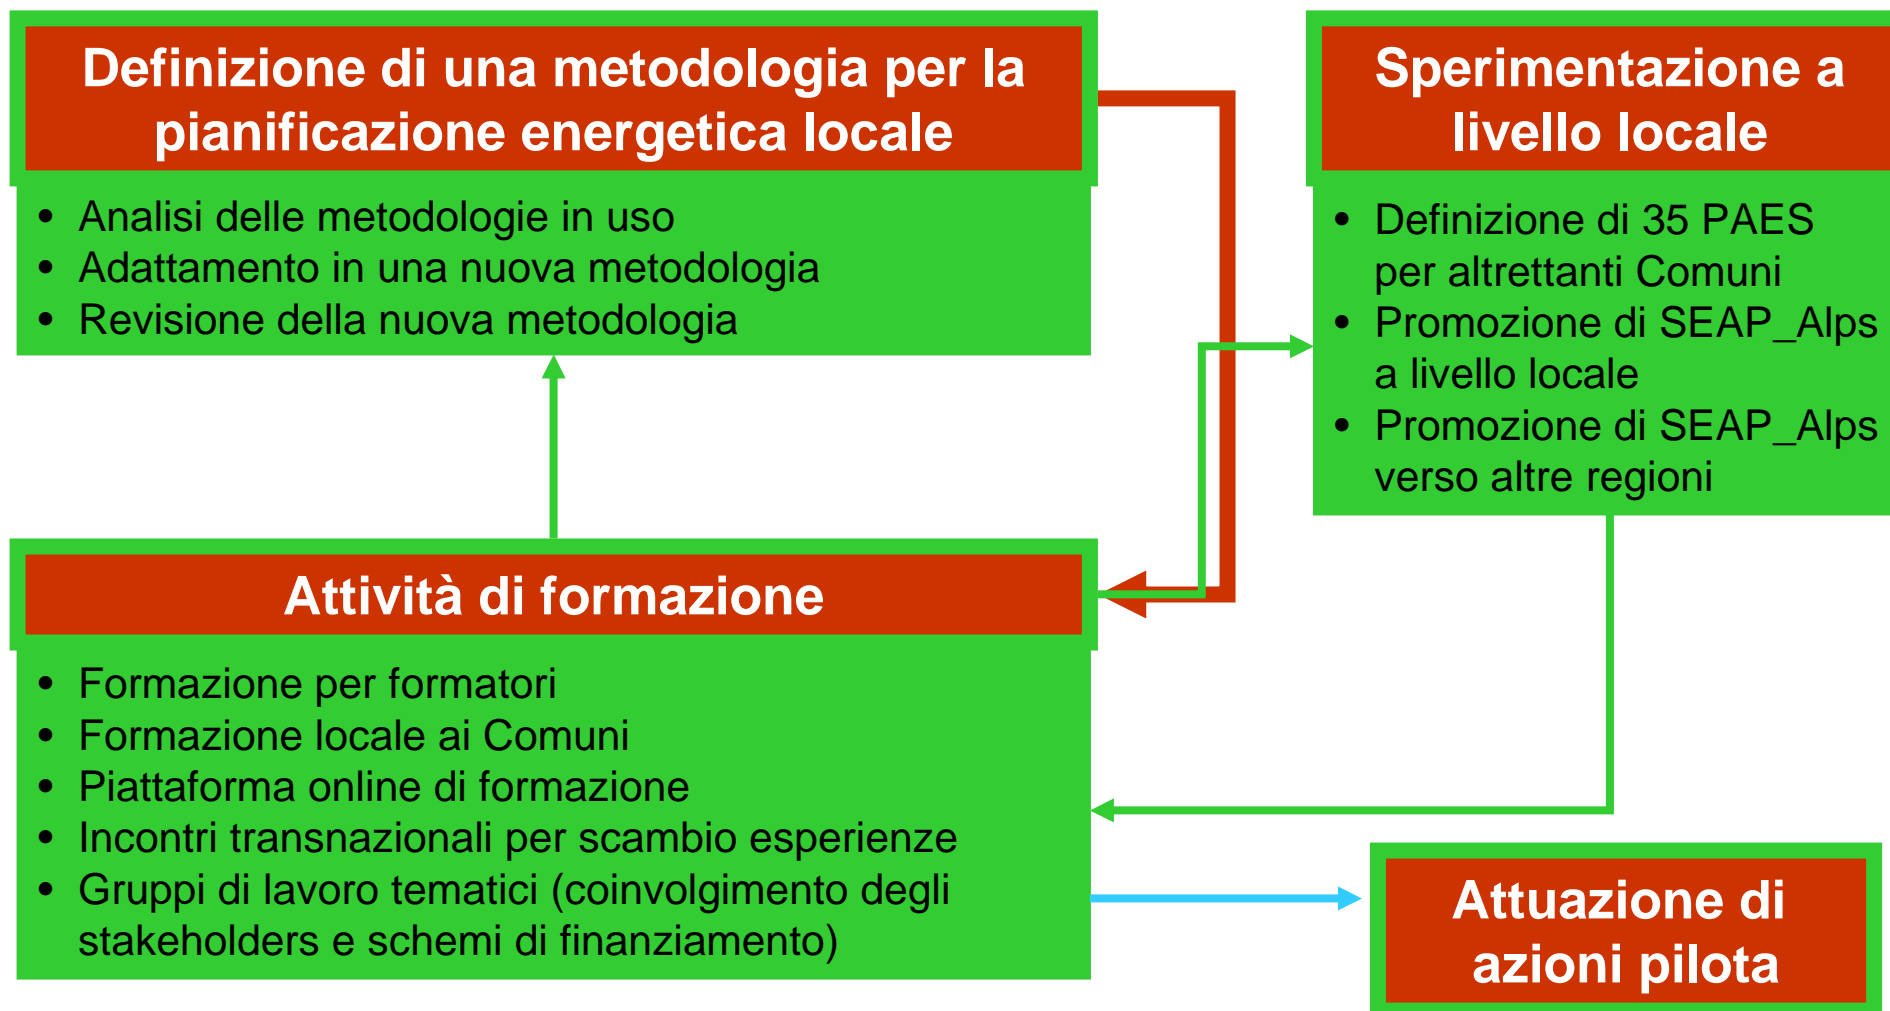 Definizione di una metodologia per la
pianificazione energetica locale
• Analisi delle metodologie in uso
• Adattamento in una nuova metodologia
• Revisione della nuova metodologia
Sperimentazione a
livello locale
• Definizione di 35 PAES
per altrettanti Comuni
• Promozione di SEAP_Alps
a livello locale
• Promozione di SEAP_Alps
verso altre regioni
Attività di formazione
• Formazione per formatori
• Formazione locale ai Comuni
• Piattaforma online di formazione
• Incontri transnazionali per scambio esperienze
• Gruppi di lavoro tematici (coinvolgimento degli
stakeholders e schemi di finanziamento)
Attuazione di
azioni pilota